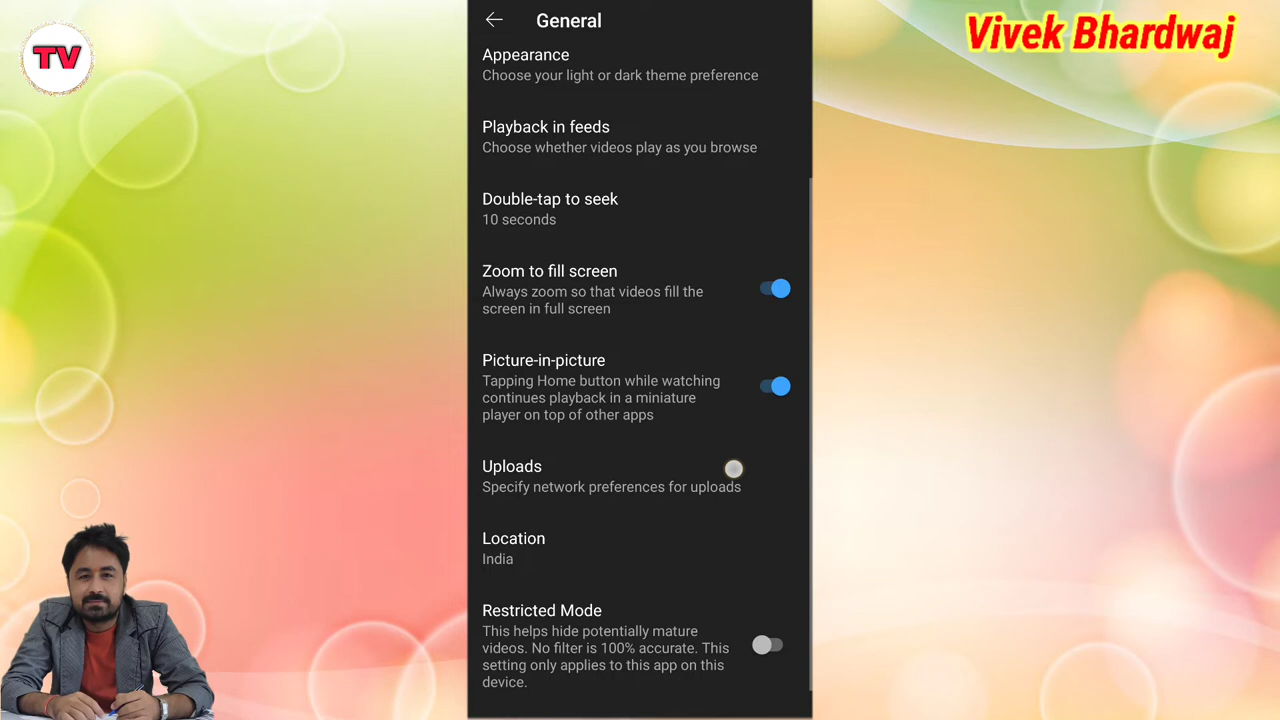 TV
Vivek Bhardwaj
General
Appearance
Choose your light or dark theme preference
Playback in feeds
Choose whether videos play as you browse
Double-tap to seek
10 seconds
Zoom to fill screen
Always zoom so that videos fill the
screen in full screen
Picture-in-picture
Tapping Home button while watching
continues playback in a miniature
player on top of other apps
Uploads
Specify network preferences for uploads
Location
India
Restricted Mode
This helps hide potentially mature
videos. No filter is 100% accurate. This
setting only applies to this app on this
device.